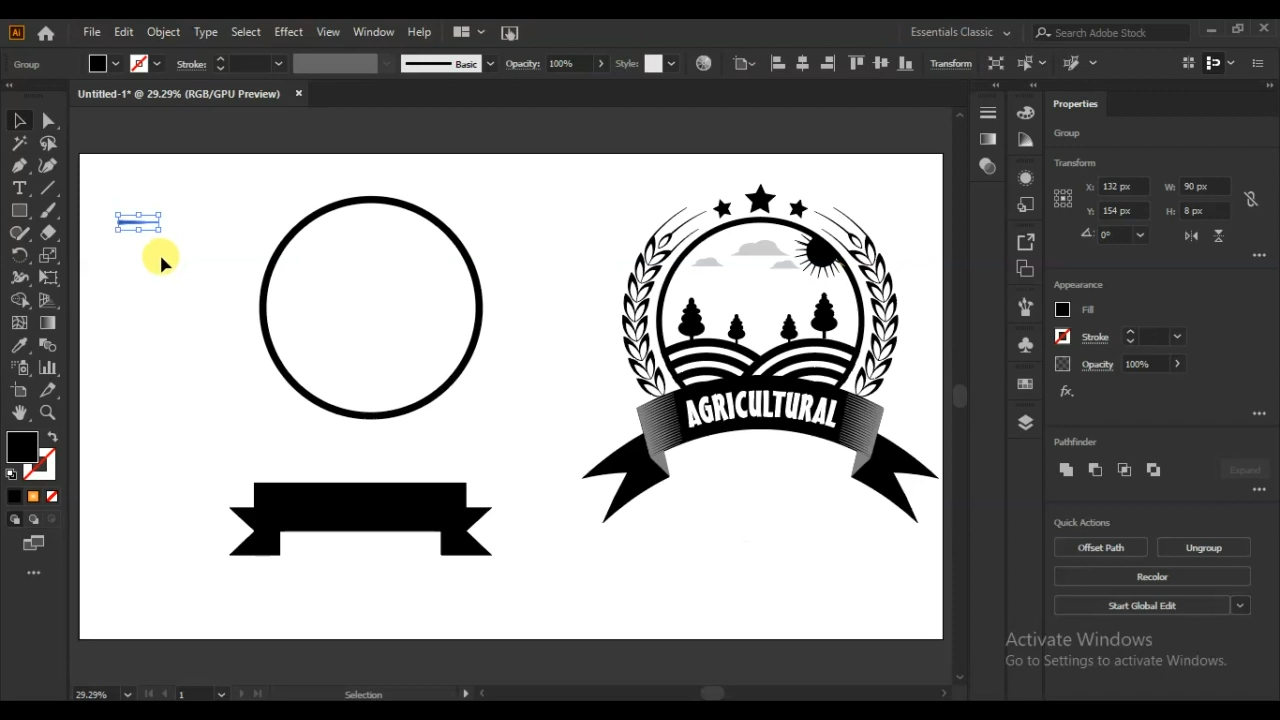 Ai File Edit Object Type Select Effect View Window Help Essentials Classic Search Adobe Stock
Group Stroke: Basic Opacity: 100% Style: Transform
Untitled-1* @ 29.29% (RGB/GPU Preview)
Properties
Group
Transform
X: 132 px W: 90 px
Y: 154 px H: 8 px
0°
Appearance
Fill
Stroke
Opacity 100%
fx.
Pathfinder
Expand
Quick Actions
Offset Path Ungroup
Recolor
Start Global Edit
AGRICULTURAL
Activate Windows
Go to Settings to activate Windows.
29.29% 1 Selection